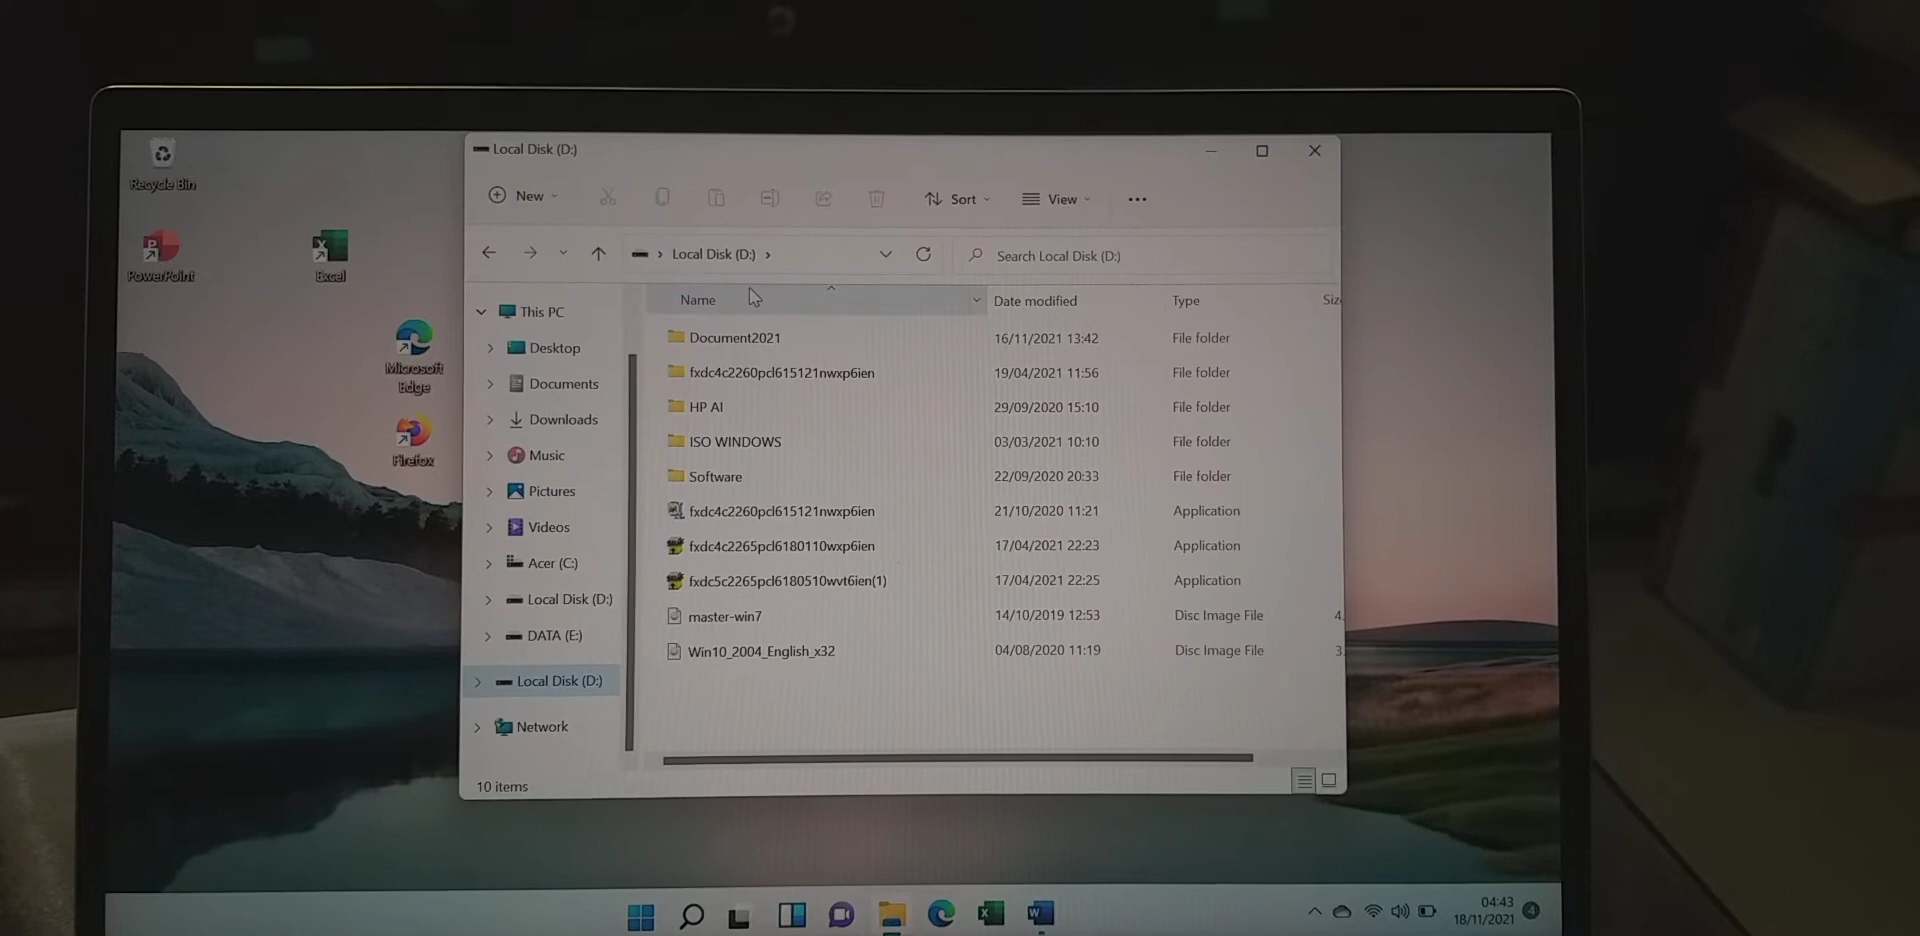 Recycle Bin
PowerPoint
Excel
Microsoft
Edge
Firefox
Local Disk (D:)
New
Sort
View
Local Disk (D:)
Search Local Disk (D:)
This PC
Desktop
Documents
Downloads
Music
Pictures
Videos
Acer (C:)
Local Disk (D:)
DATA (E:)
Local Disk (D:)
Network
Name Date modified Type Siz
Document2021 16/11/2021 13:42 File folder
fxdc4c2260pcl615121nwxp6ien 19/04/2021 11:56 File folder
HP AI 29/09/2020 15:10 File folder
ISO WINDOWS 03/03/2021 10:10 File folder
Software 22/09/2020 20:33 File folder
fxdc4c2260pcl615121nwxp6ien 21/10/2020 11:21 Application
fxdc4c2265pcl6180110wxp6ien 17/04/2021 22:23 Application
fxdc5c2265pcl6180510wvt6ien(1) 17/04/2021 22:25 Application
master-win7 14/10/2019 12:53 Disc Image File 4.
Win10_2004_English_x32 04/08/2020 11:19 Disc Image File 3.
10 items
04:43
18/11/2021
4